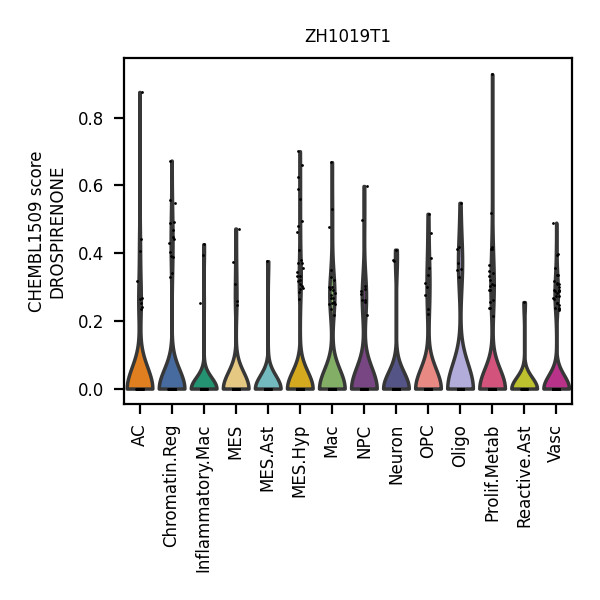 ZH1019T1
CHEMBL1509 score
DROSPIRENONE
0.8
0.6
0.4
0.2
0.0
AC
Chromatin.Reg
Inflammatory.Mac
MES
MES.Ast
MES.Hyp
Mac
NPC
Neuron
OPC
Oligo
Prolif.Metab
Reactive.Ast
Vasc